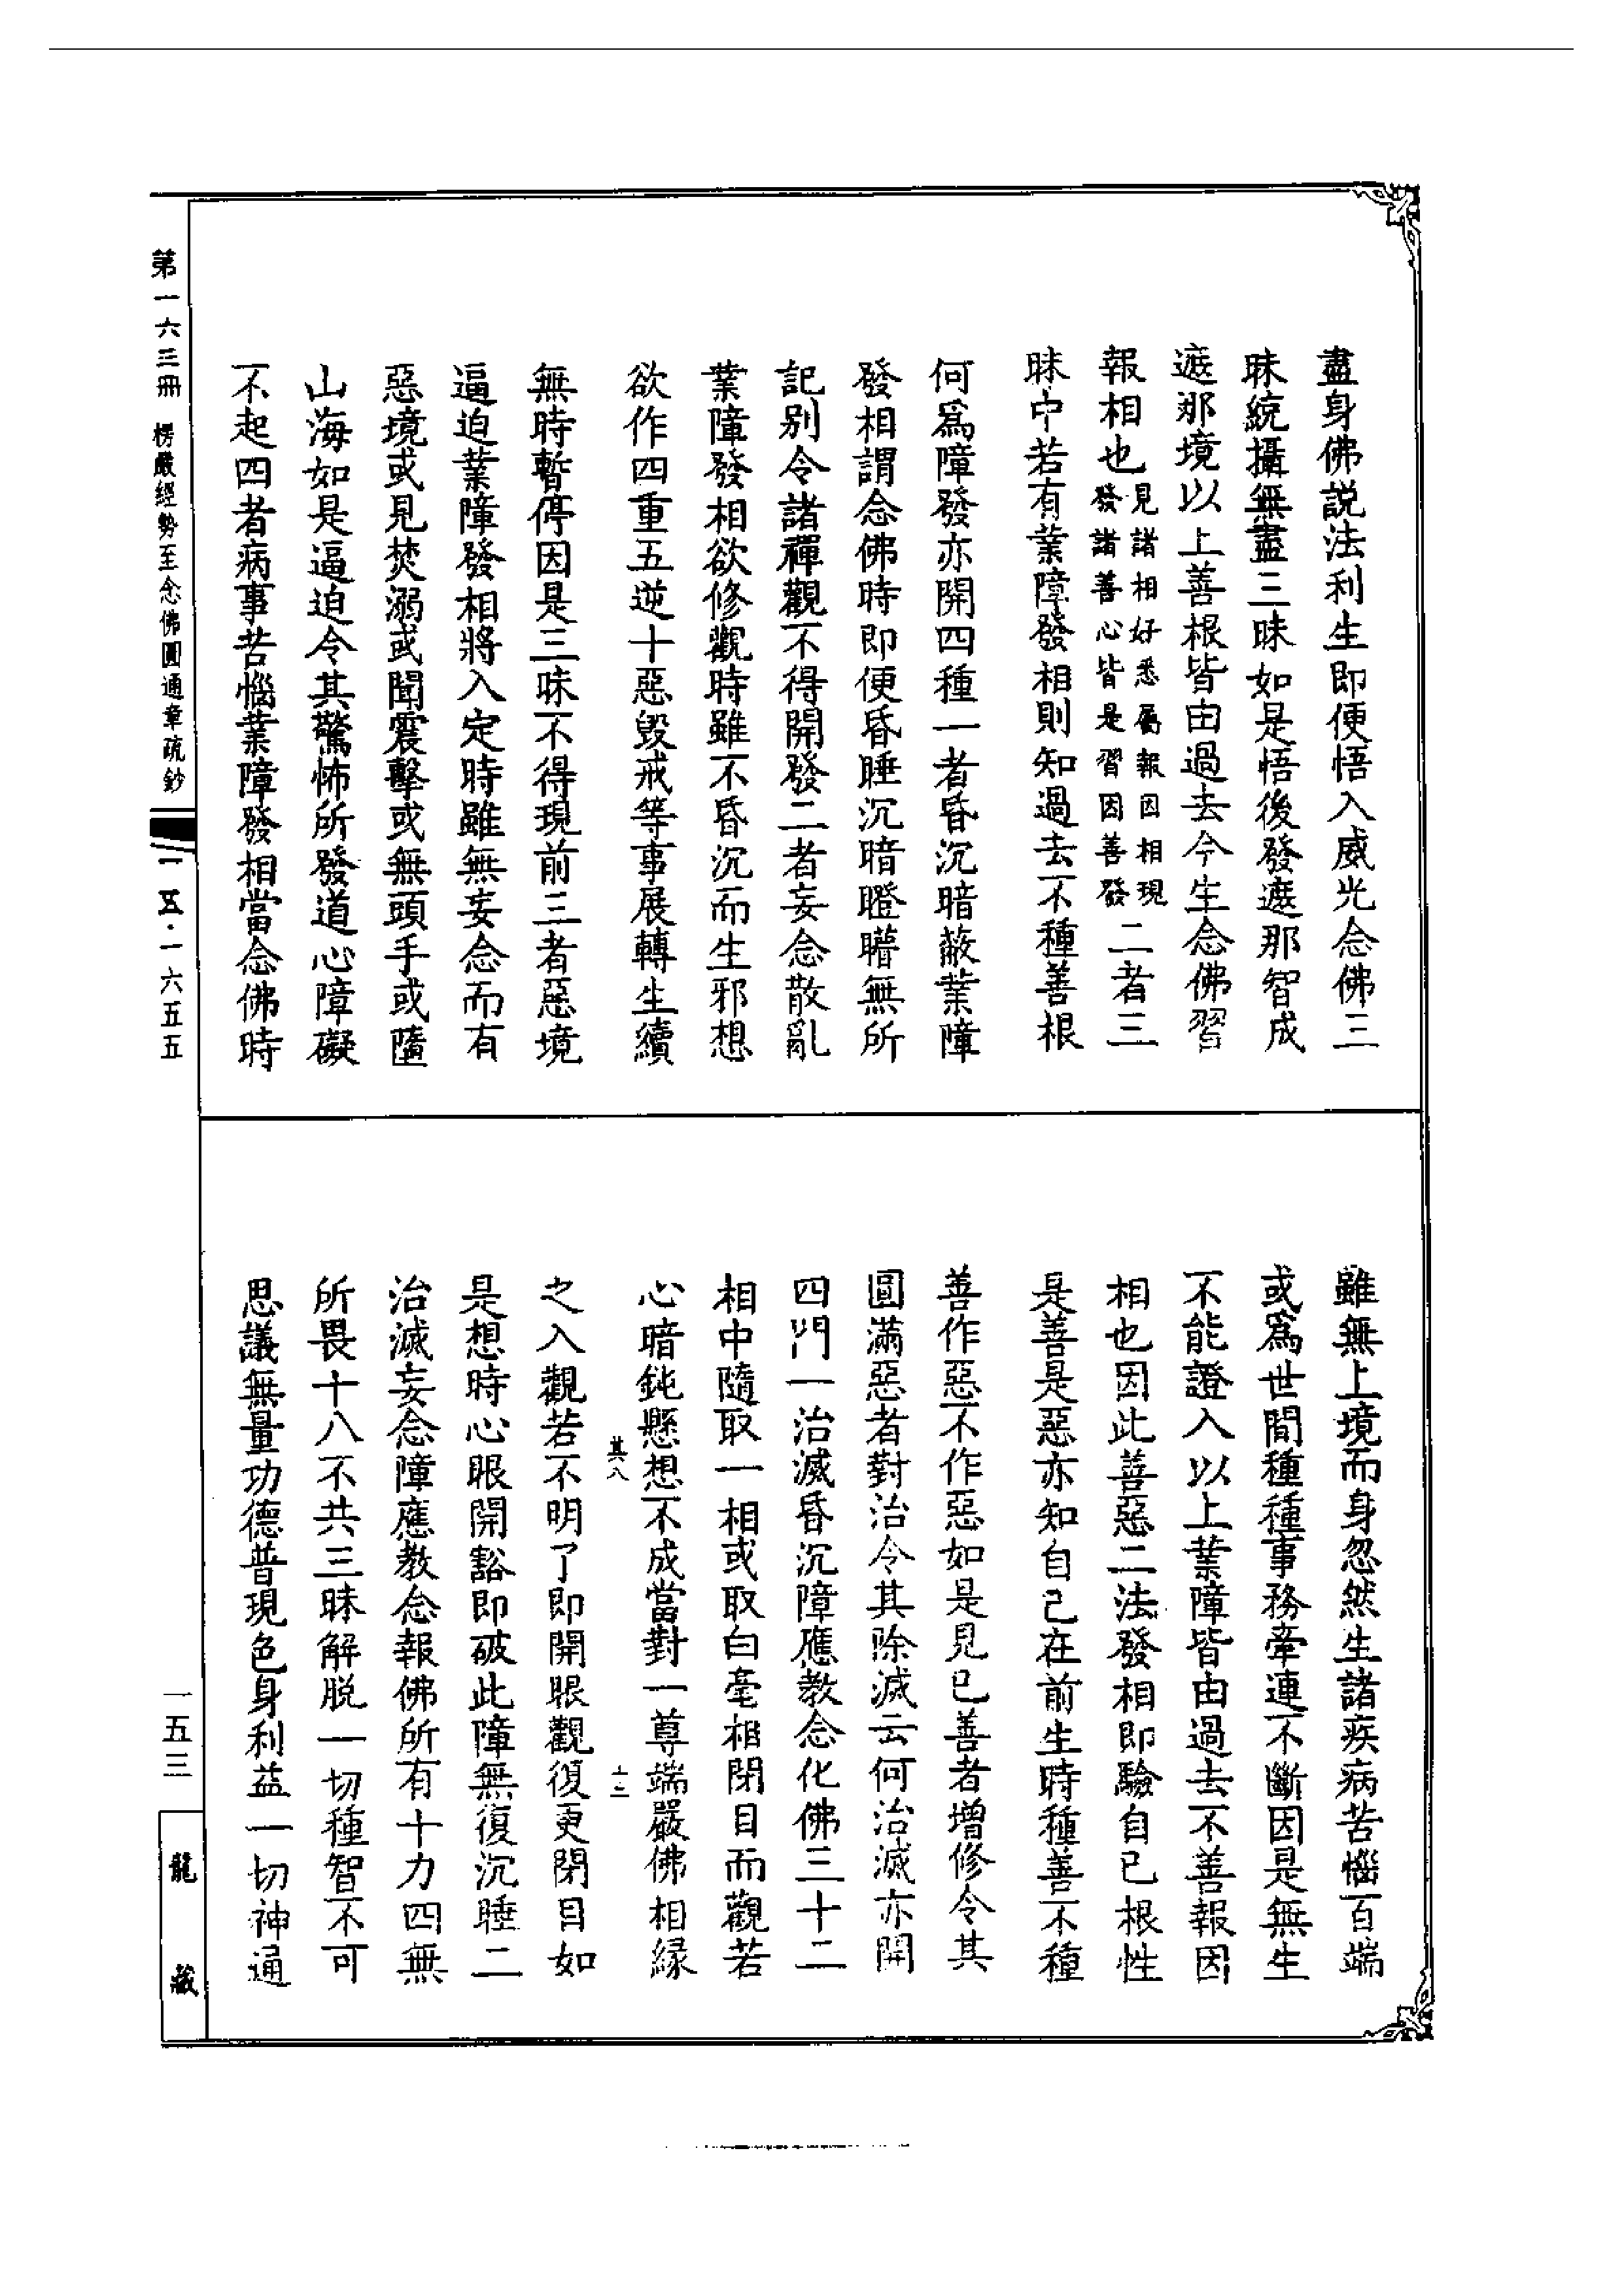 盡身佛説法利生即便悟入威光念佛三
昧統攝無盡三昧如是悟後發遮那智成
遮那境以上善根皆由過去今生念佛習
報相也見諸相好悉屬報因相現發諸善心皆是習因善發二者三
昧中若有業障發相則知過去不種善根
何爲障發亦開四種一者昏沉暗蔽業障
發相謂念佛時即便昏睡沉暗瞪矒無所
記别令諸禪觀不得開發二者妄念散亂
業障發相欲修觀時雖不昏沉而生邪想
欲作四重五逆十惡毀戒等事展轉生續
無時暫停因是三昧不得現前三者惡境
逼迫業障發相將入定時雖無妄念而有
惡境或見焚溺或聞震擊或無頭手或墮
山海如是逼迫令其驚怖所發道心障礙
不起四者病事苦惱業障發相當念佛時
雖無上境而身忽然生諸疾病苦惱百端
或爲世間種種事務牽連不斷因是無生
不能證入以上業障皆由過去不善報因
相也因此善惡二法發相即驗自己根性
是善是惡亦知自己在前生時種善不種
善作惡不作惡如是見已善者增修令其
圓滿惡者對治令其除滅云何治滅亦開
四門一治滅昏沉障應教念化佛三十二
相中隨取一相或取白毫相閉目而觀若
心暗鈍懸想不成當對一尊端嚴佛相緣
其八 十三
之入觀若不明了即開眼觀復更閉目如
是想時心眼開豁即破此障無復沉睡二
治滅妄念障應教念報佛所有十力四無
所畏十八不共三昧解脱一切種智不可
思議無量功德普現色身利益一切神通
第一六三冊 楞嚴經勢至念佛圓通章疏鈔
一五五·一六五五
一五三
龍藏